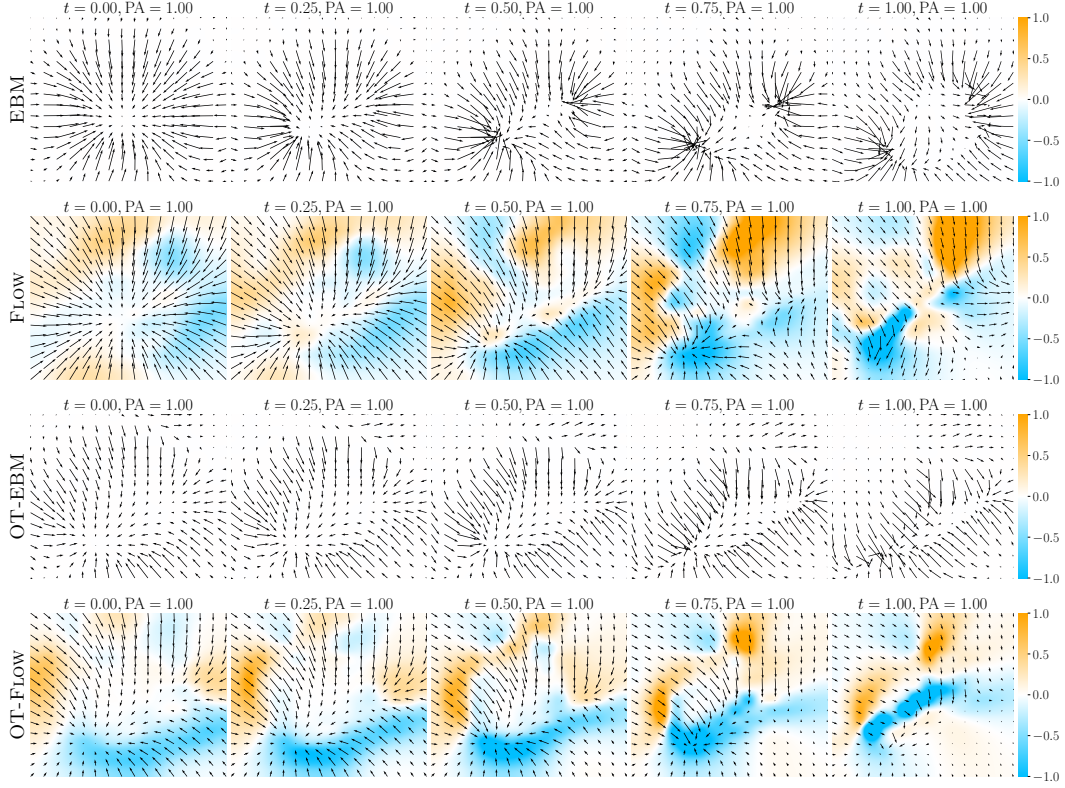 t = 0.00, PA = 1.00 t = 0.25, PA = 1.00 t = 0.50, PA = 1.00 t = 0.75, PA = 1.00 t = 1.00, PA = 1.00
EBM
1.0
0.5
0.0
−0.5
−1.0
t = 0.00, PA = 1.00 t = 0.25, PA = 1.00 t = 0.50, PA = 1.00 t = 0.75, PA = 1.00 t = 1.00, PA = 1.00
FLOW
1.0
0.5
0.0
−0.5
−1.0
t = 0.00, PA = 1.00 t = 0.25, PA = 1.00 t = 0.50, PA = 1.00 t = 0.75, PA = 1.00 t = 1.00, PA = 1.00
OT-EBM
1.0
0.5
0.0
−0.5
−1.0
t = 0.00, PA = 1.00 t = 0.25, PA = 1.00 t = 0.50, PA = 1.00 t = 0.75, PA = 1.00 t = 1.00, PA = 1.00
OT-FLOW
1.0
0.5
0.0
−0.5
−1.0